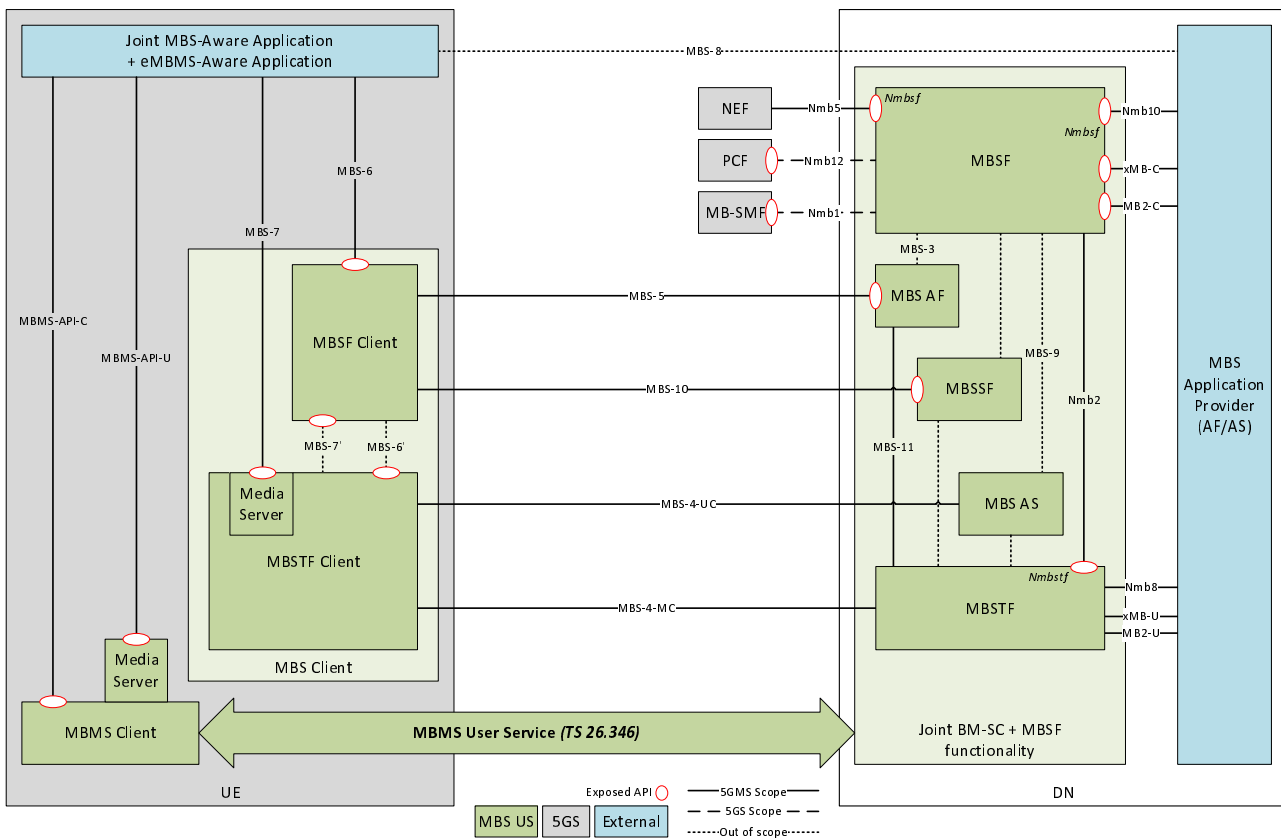 Joint MBS-Aware Application
+ eMBMS-Aware Application
MBS-8
NEF
Nmb5
Nmbsf
Nmb10
Nmbsf
PCF
Nmb12
MBSF
xMB-C
MB-SMF
Nmb1
MB2-C
MBS-6
MBS-7
MBS-3
MBS-5
MBS AF
MBMS-API-C
MBSF Client
MBMS-API-U
MBS-9
MBS
Application
Provider
(AF/AS)
MBS-10
MBSSF
Nmb2
MBS-7'
MBS-6'
MBS-11
Media
Server
MBS-4-UC
MBS AS
MBSTF Client
Nmbstf
Nmb8
MBS-4-MC
MBSTF
xMB-U
MB2-U
Media
Server
MBS Client
MBMS Client
MBMS User Service (TS 26.346)
Joint BM-SC + MBSF
functionality
UE
DN
Exposed API
5GMS Scope
5GS Scope
Out of scope
MBS US
5GS
External